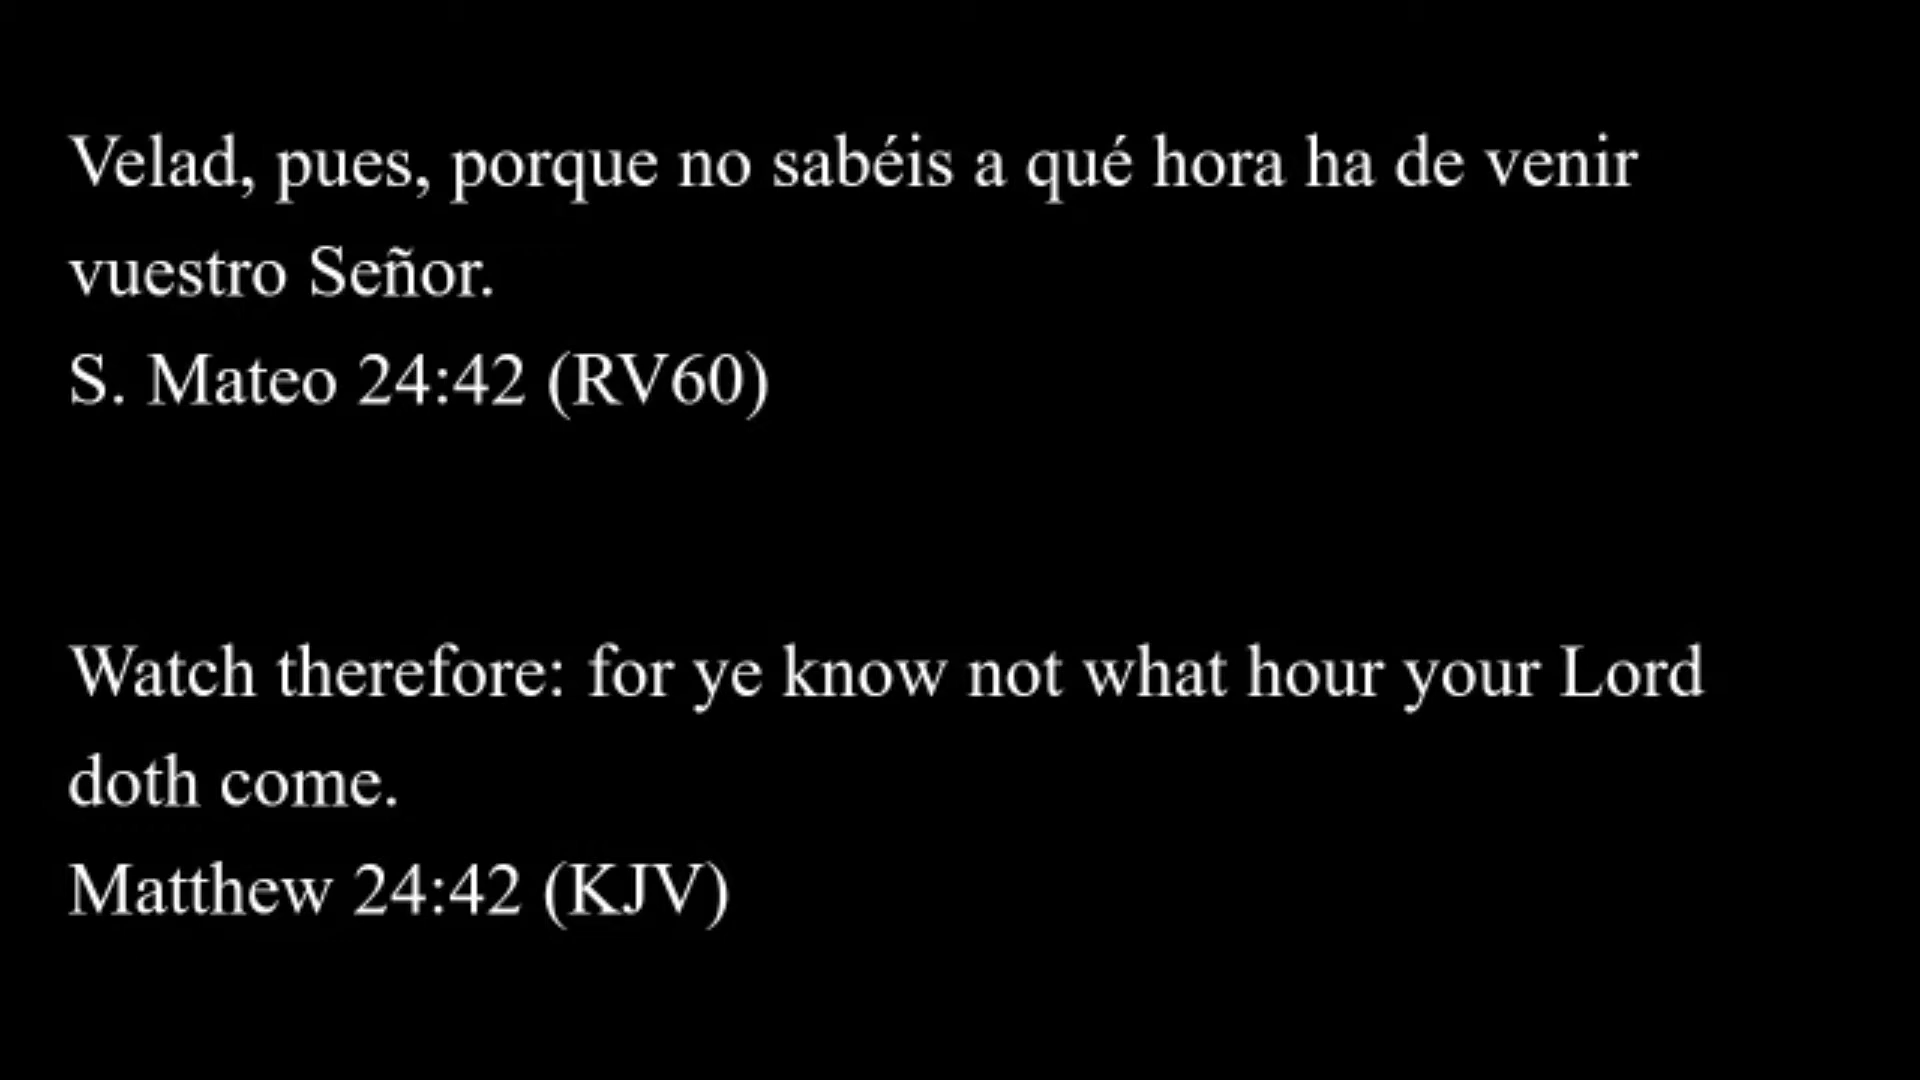 Velad, pues, porque no sabéis a qué hora ha de venir
vuestro Señor.
S. Mateo 24:42 (RV60)
Watch therefore: for ye know not what hour your Lord
doth come.
Matthew 24:42 (KJV)